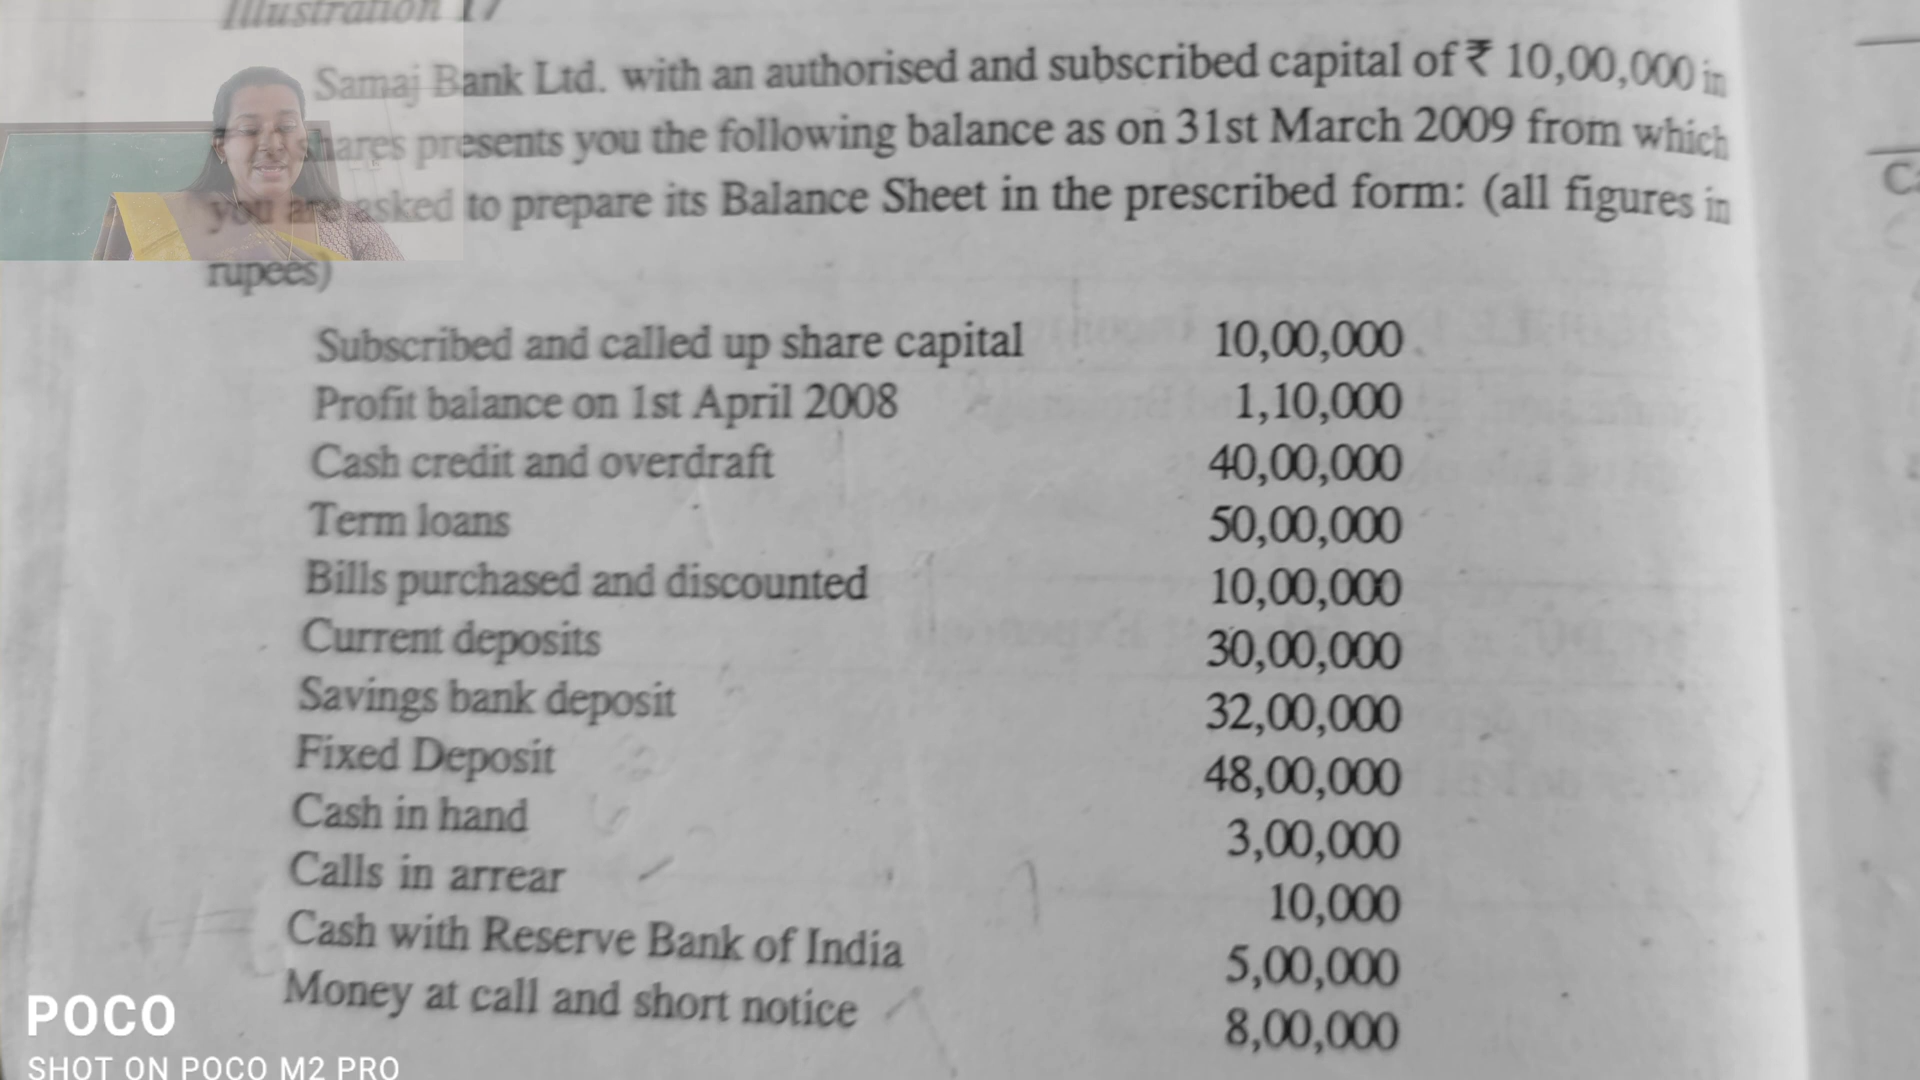 Illustration 17
Samaj Bank Ltd. with an authorised and subscribed capital of ₹ 10,00,000 in
shares presents you the following balance as on 31st March 2009 from which
you are asked to prepare its Balance Sheet in the prescribed form: (all figures in
rupees)
Subscribed and called up share capital 10,00,000
Profit balance on 1st April 2008 1,10,000
Cash credit and overdraft 40,00,000
Term loans 50,00,000
Bills purchased and discounted 10,00,000
Current deposits 30,00,000
Savings bank deposit 32,00,000
Fixed Deposit 48,00,000
Cash in hand 3,00,000
Calls in arrear 10,000
Cash with Reserve Bank of India 5,00,000
Money at call and short notice 8,00,000
POCO
SHOT ON POCO M2 PRO